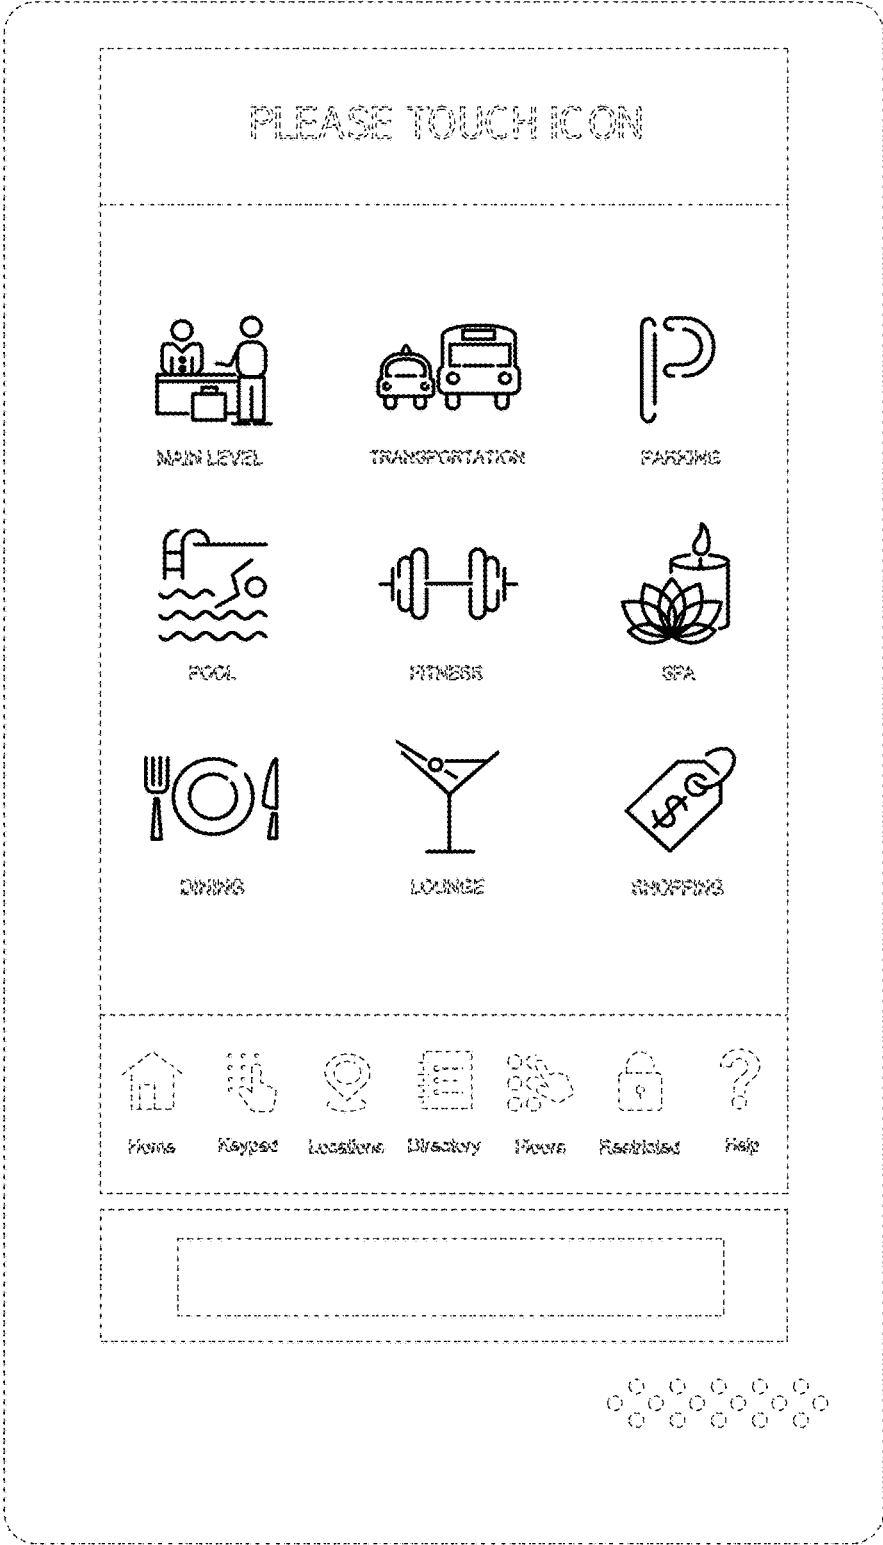 PLEASE TOUCH ICON
MAIN LEVEL TRANSPORTATION PARKING
POOL FITNESS SPA
DINING LOUNGE SHOPPING
Home Keypad Locations Directory Floors Restricted Help